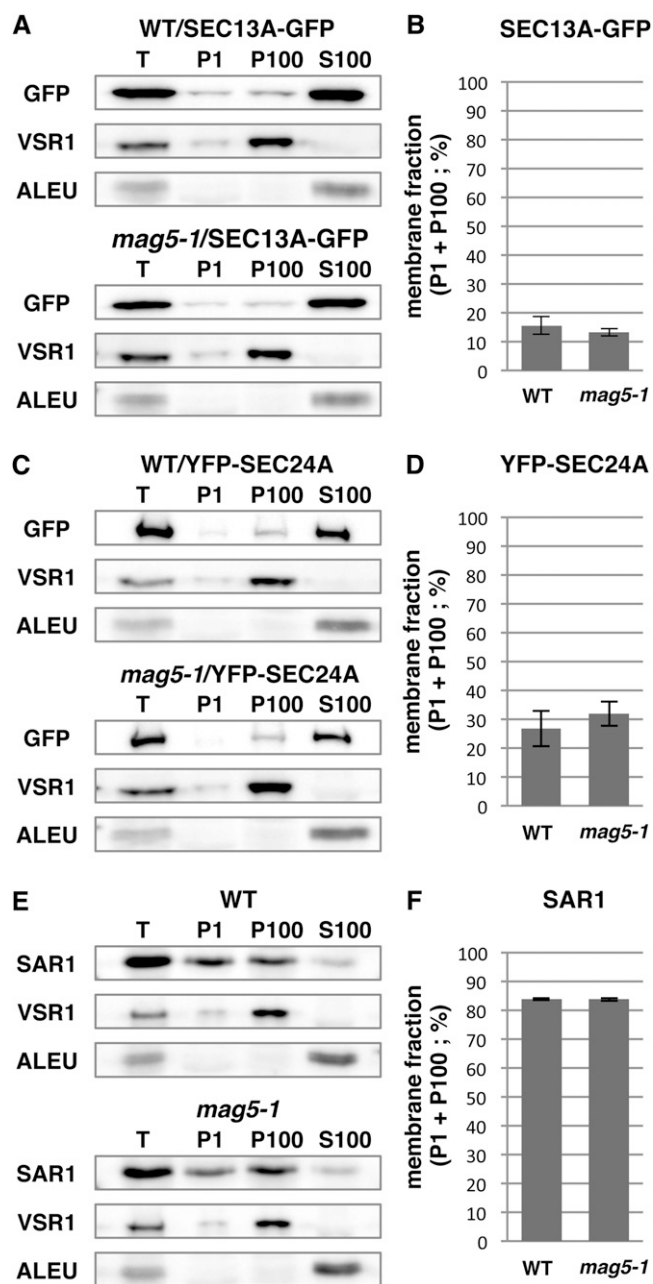 A
WT/SEC13A-GFP
T P1 P100 S100
GFP
VSR1
ALEU
mag5-1/SEC13A-GFP
T P1 P100 S100
GFP
VSR1
ALEU
B
SEC13A-GFP
membrane fraction
(P1 + P100 ; %)
100
90
80
70
60
50
40
30
20
10
0
WT mag5-1
C
WT/YFP-SEC24A
T P1 P100 S100
GFP
VSR1
ALEU
mag5-1/YFP-SEC24A
T P1 P100 S100
GFP
VSR1
ALEU
D
YFP-SEC24A
membrane fraction
(P1 + P100 ; %)
100
90
80
70
60
50
40
30
20
10
0
WT mag5-1
E
WT
T P1 P100 S100
SAR1
VSR1
ALEU
mag5-1
T P1 P100 S100
SAR1
VSR1
ALEU
F
SAR1
membrane fraction
(P1 + P100 ; %)
100
90
80
70
60
50
40
30
20
10
0
WT mag5-1